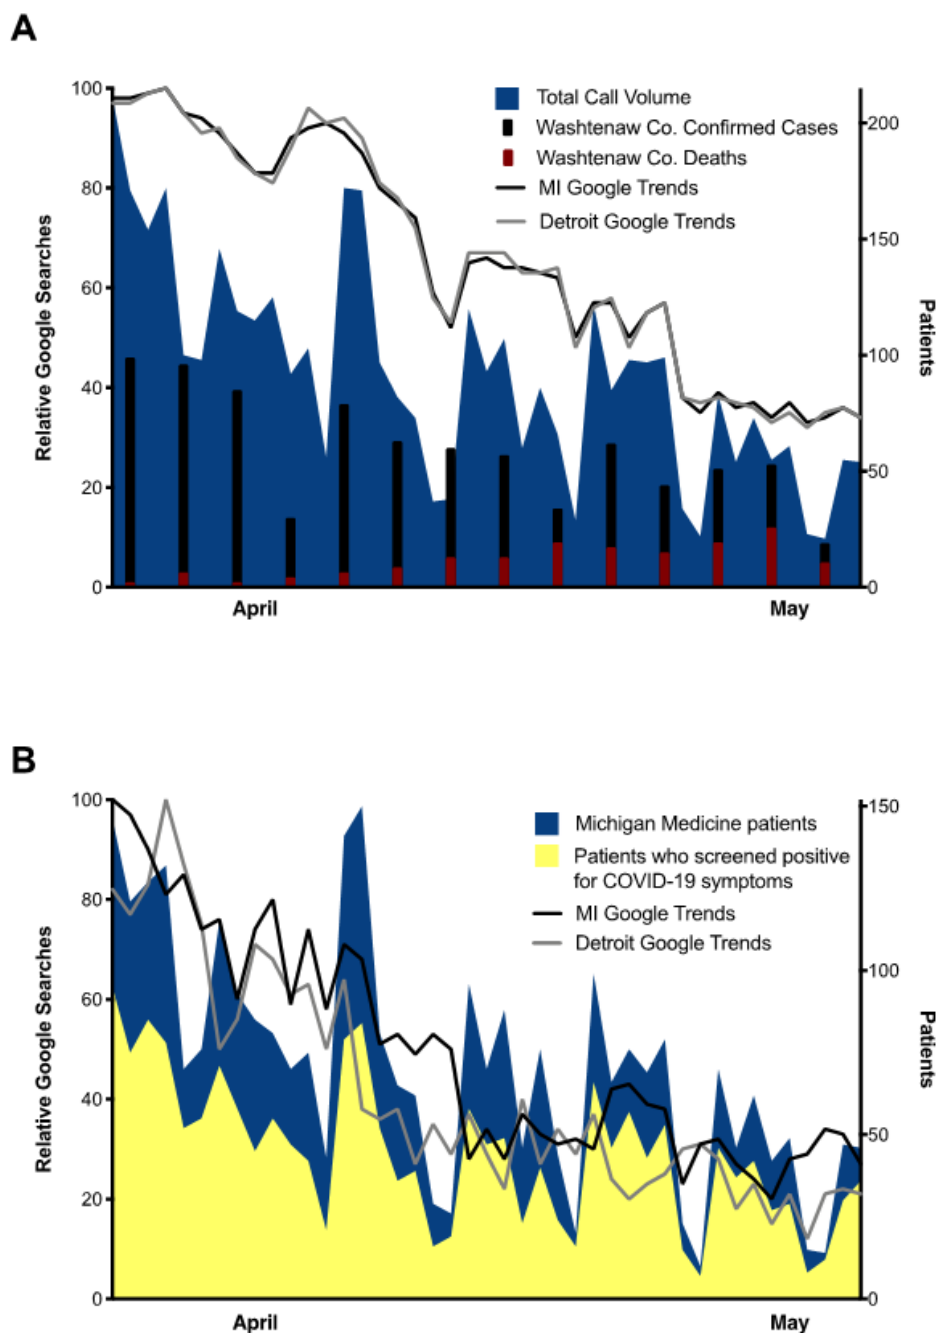 A
100
80
60
40
20
0
Relative Google Searches
Total Call Volume
Washtenaw Co. Confirmed Cases
Washtenaw Co. Deaths
MI Google Trends
Detroit Google Trends
200
150
100
50
0
Patients
April
May
B
100
80
60
40
20
0
Relative Google Searches
Michigan Medicine patients
Patients who screened positive
for COVID-19 symptoms
MI Google Trends
Detroit Google Trends
150
100
50
0
Patients
April
May